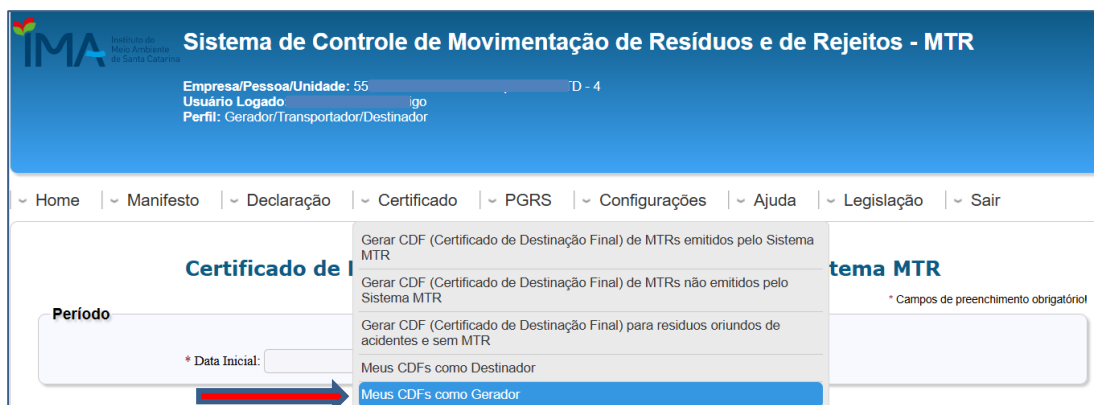 IMA
Instituto do
Meio Ambiente
de Santa Catarina
Sistema de Controle de Movimentação de Resíduos e de Rejeitos - MTR
Empresa/Pessoa/Unidade: 55 TD - 4
Usuário Logado igo
Perfil: Gerador/Transportador/Destinador
Home Manifesto Declaração Certificado PGRS Configurações Ajuda Legislação Sair
Gerar CDF (Certificado de Destinação Final) de MTRs emitidos pelo Sistema
MTR
Gerar CDF (Certificado de Destinação Final) de MTRs não emitidos pelo
Sistema MTR
Gerar CDF (Certificado de Destinação Final) para residuos oriundos de
acidentes e sem MTR
Meus CDFs como Destinador
Meus CDFs como Gerador
Certificado de tema MTR
* Campos de preenchimento obrigatório
Período
* Data Inicial: